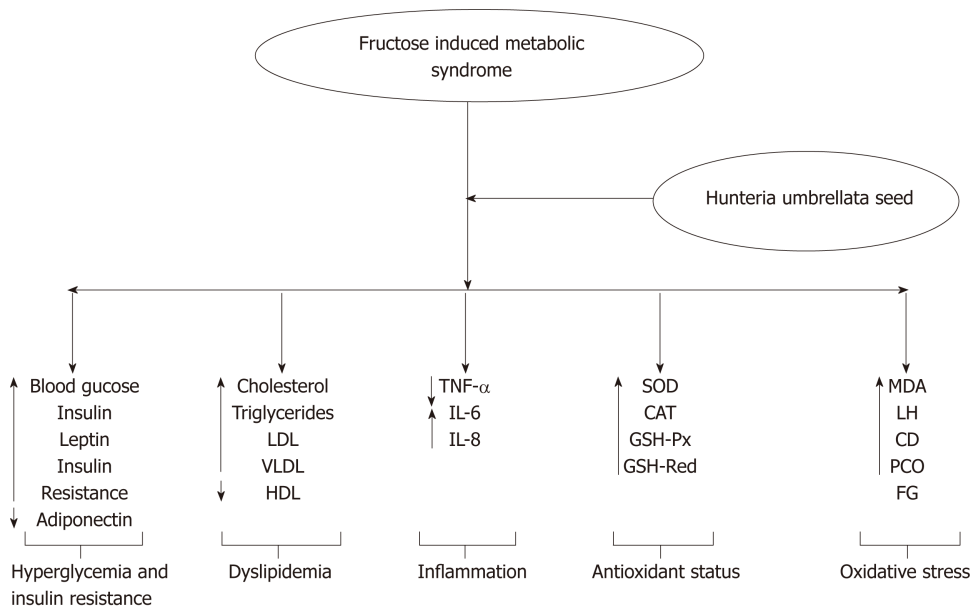 Fructose induced metabolic
syndrome
Hunteria umbrellata seed
Blood gucose
Insulin
Leptin
Insulin
Resistance
Adiponectin
Hyperglycemia and
insulin resistance
Cholesterol
Triglycerides
LDL
VLDL
HDL
Dyslipidemia
TNF-α
IL-6
IL-8
Inflammation
SOD
CAT
GSH-Px
GSH-Red
Antioxidant status
MDA
LH
CD
PCO
FG
Oxidative stress